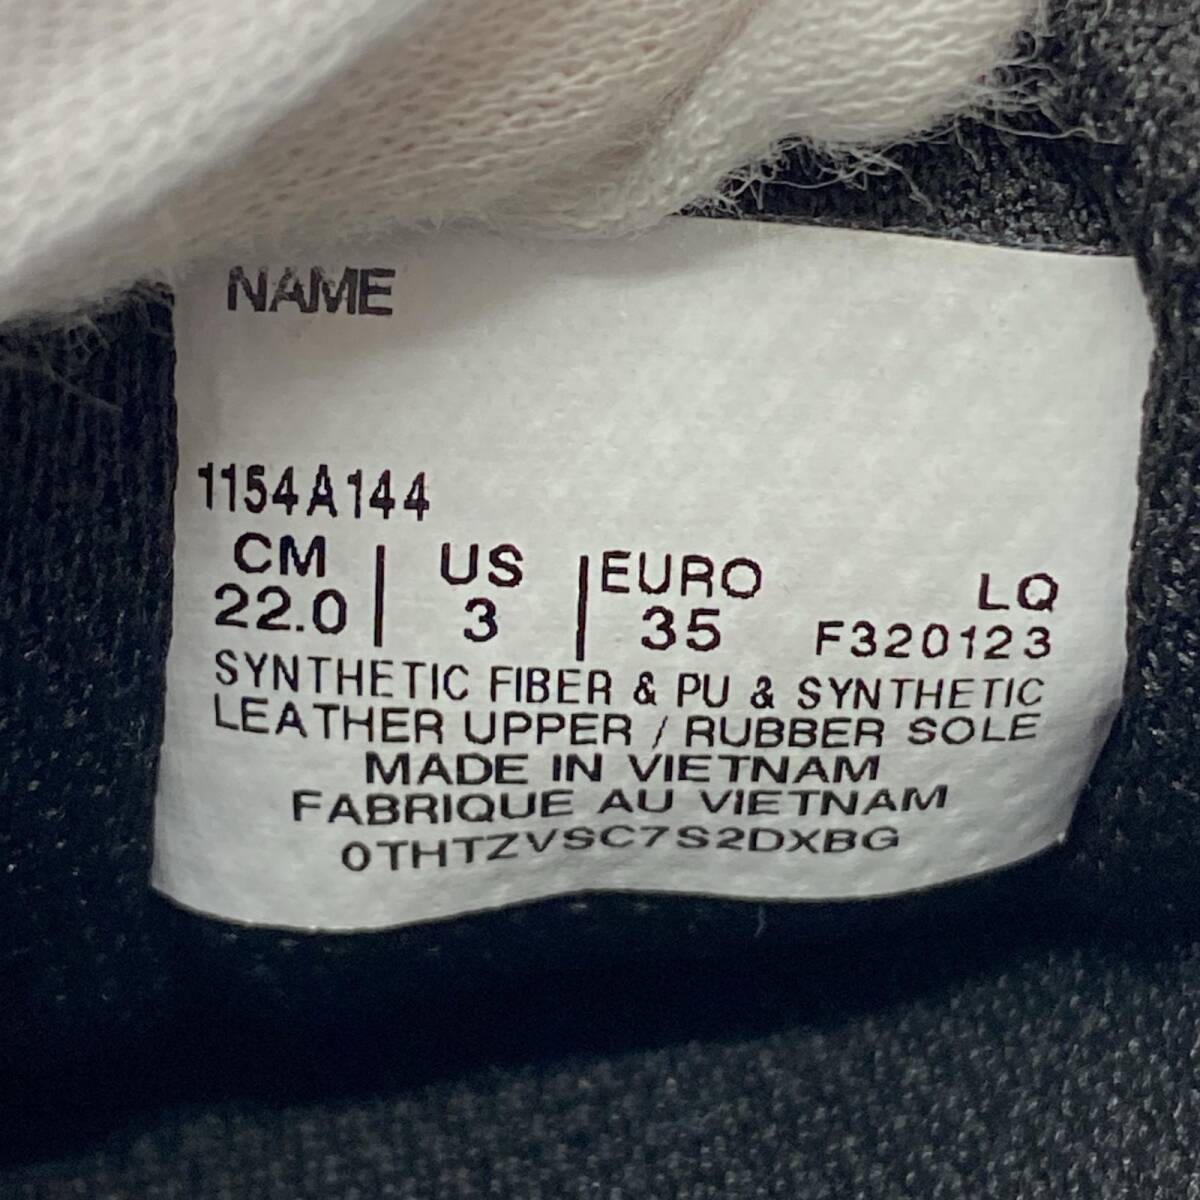 NAME
1154A144
CM | US | EURO LQ
22.0 3 35 F320123
SYNTHETIC FIBER & PU & SYNTHETIC
LEATHER UPPER / RUBBER SOLE
MADE IN VIETNAM
FABRIQUE AU VIETNAM
0THTZVSC7S2DXBG